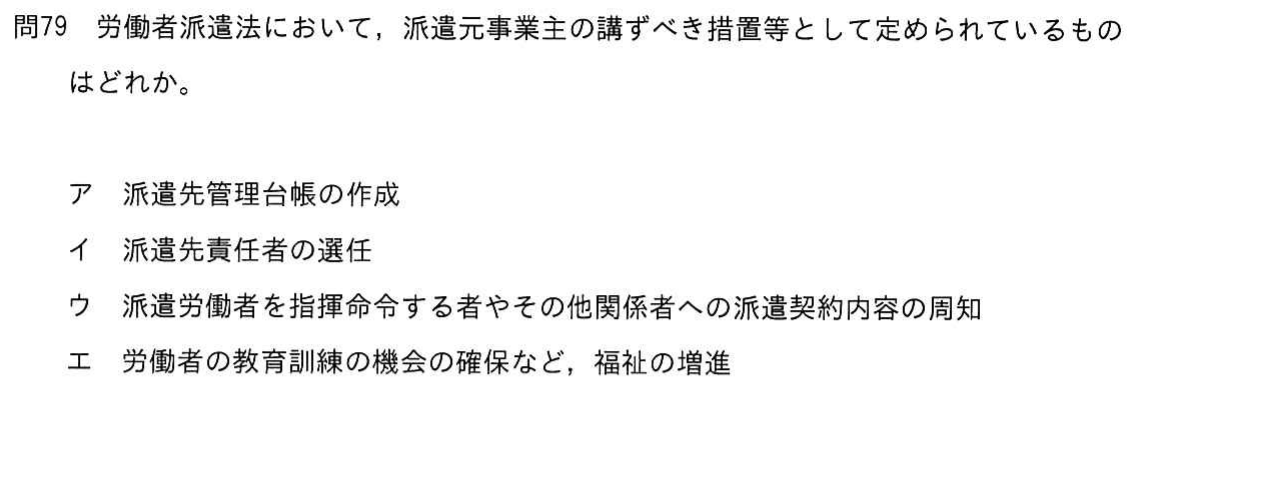 問79　労働者派遣法において，派遣元事業主の講ずべき措置等として定められているもの
はどれか。
ア　派遣先管理台帳の作成
イ　派遣先責任者の選任
ウ　派遣労働者を指揮命令する者やその他関係者への派遣契約内容の周知
エ　労働者の教育訓練の機会の確保など，福祉の増進